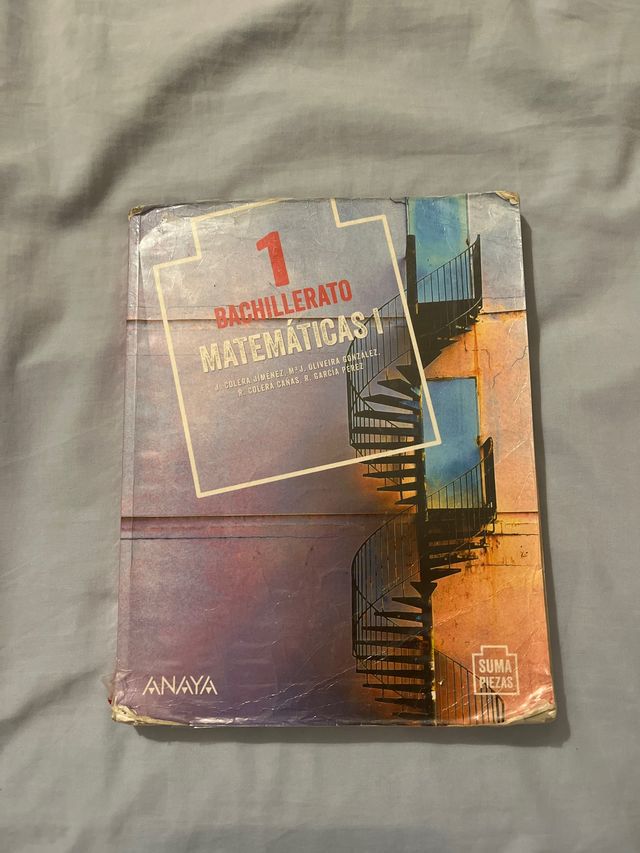 1
BACHILLERATO
MATEMÁTICAS I
J. COLERA JIMÉNEZ, Mª J. OLIVEIRA GONZÁLEZ,
R. COLERA CAÑAS, R. GARCÍA PÉREZ
ANAYA
SUMA
PIEZAS